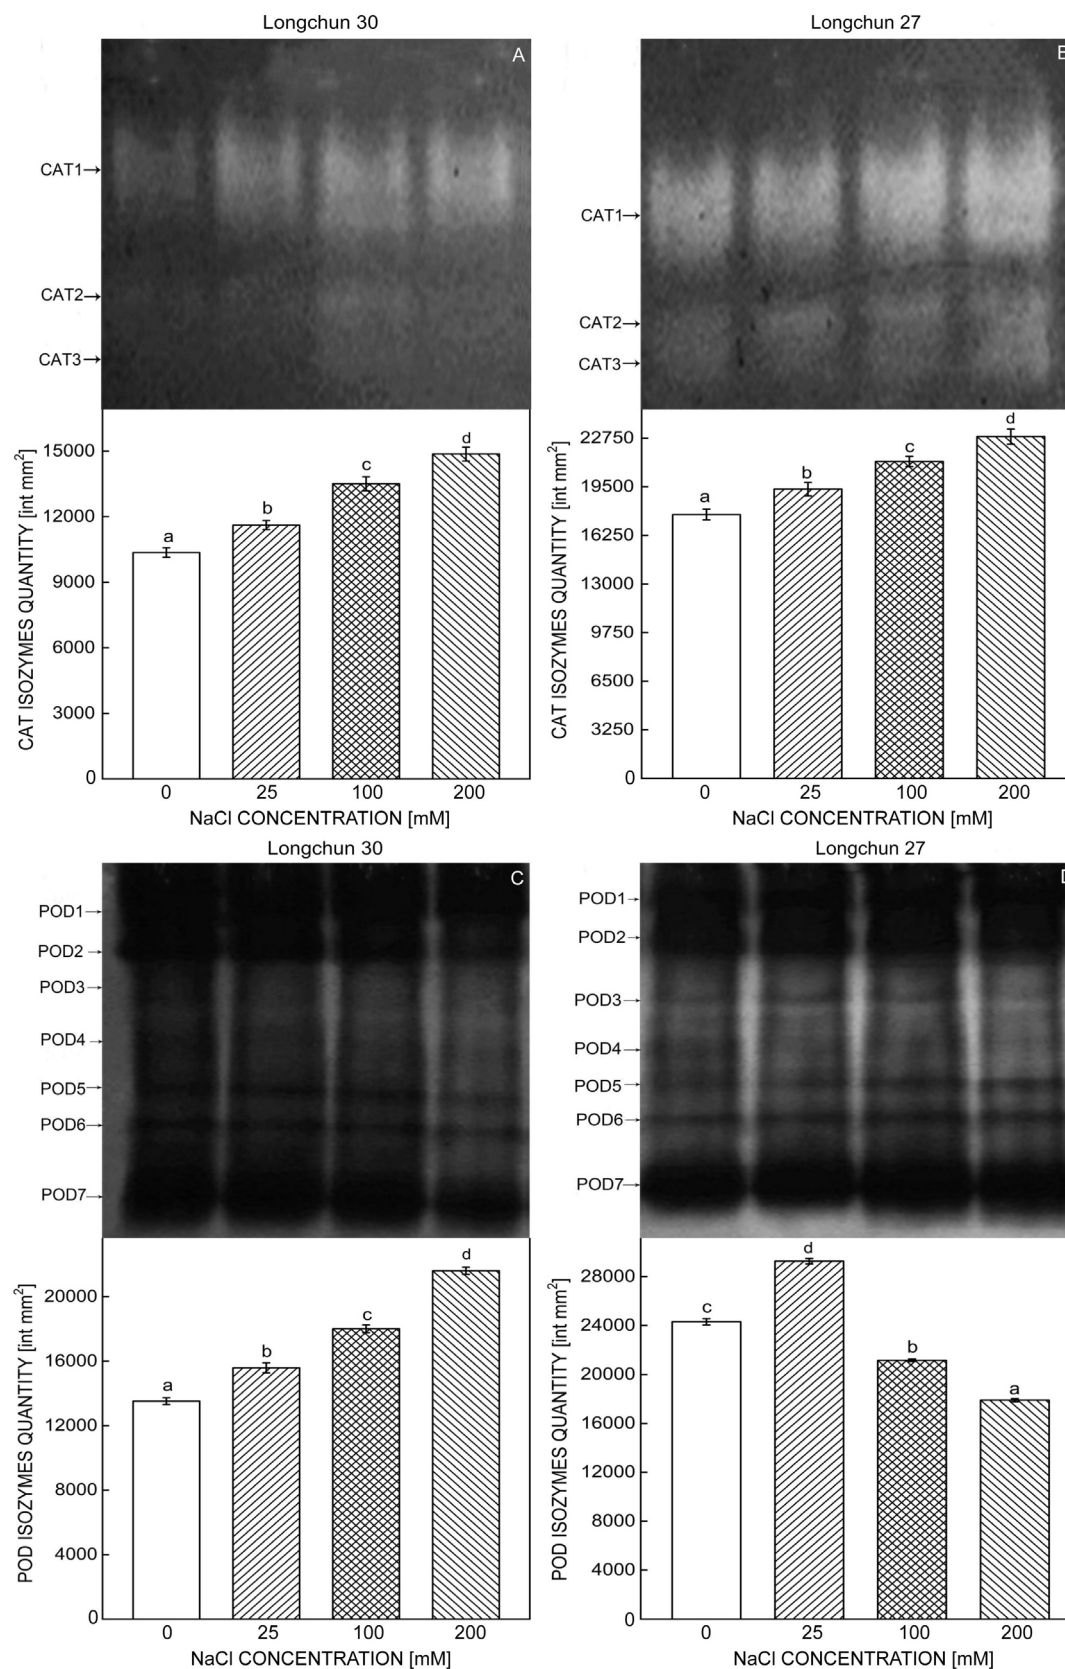 Longchun 30
Longchun 27
A
CAT1
CAT2
CAT3
CAT1
CAT2
CAT3
CAT ISOZYMES QUANTITY [int mm²]
15000
12000
9000
6000
3000
0
a
b
c
d
0 25 100 200
NaCl CONCENTRATION [mM]
CAT ISOZYMES QUANTITY [int mm²]
22750
19500
16250
13000
9750
6500
3250
0
a
b
c
d
0 25 100 200
NaCl CONCENTRATION [mM]
Longchun 30
Longchun 27
C
POD1
POD2
POD3
POD4
POD5
POD6
POD7
POD1
POD2
POD3
POD4
POD5
POD6
POD7
POD ISOZYMES QUANTITY [int mm²]
20000
16000
12000
8000
4000
0
a
b
c
d
0 25 100 200
NaCl CONCENTRATION [mM]
POD ISOZYMES QUANTITY [int mm²]
28000
24000
20000
16000
12000
8000
4000
0
c
d
b
a
0 25 100 200
NaCl CONCENTRATION [mM]